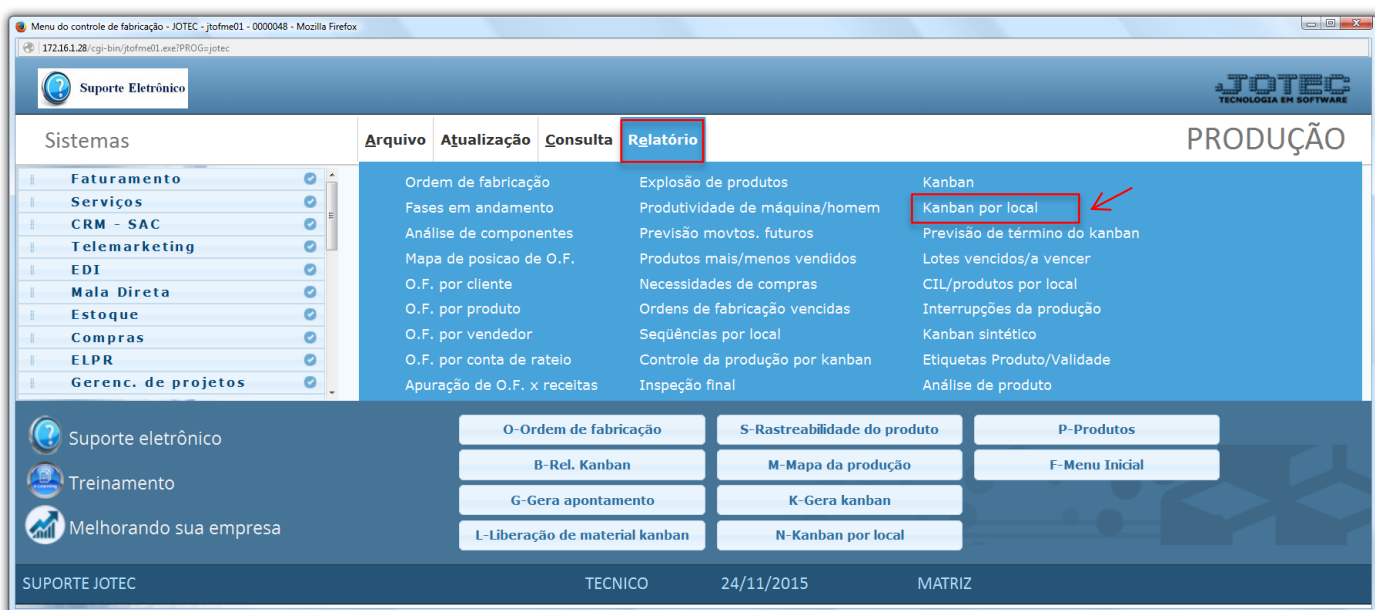 Menu do controle de fabricação - JOTEC - jtofme01 - 0000048 - Mozilla Firefox
172.16.1.28/cgi-bin/jtofme01.exe?PROG=jotec
Suporte Eletrônico
JOTEC
TECNOLOGIA EM SOFTWARE
Sistemas
Arquivo Atualização Consulta Relatório
PRODUÇÃO
Faturamento
Serviços
CRM - SAC
Telemarketing
EDI
Mala Direta
Estoque
Compras
ELPR
Gerenc. de projetos
Ordem de fabricação
Fases em andamento
Análise de componentes
Mapa de posicao de O.F.
O.F. por cliente
O.F. por produto
O.F. por vendedor
O.F. por conta de rateio
Apuração de O.F. x receitas
Explosão de produtos
Produtividade de máquina/homem
Previsão movtos. futuros
Produtos mais/menos vendidos
Necessidades de compras
Ordens de fabricação vencidas
Seqüências por local
Controle da produção por kanban
Inspeção final
Kanban
Kanban por local
Previsão de término do kanban
Lotes vencidos/a vencer
CIL/produtos por local
Interrupções da produção
Kanban sintético
Etiquetas Produto/Validade
Análise de produto
Suporte eletrônico
Treinamento
Melhorando sua empresa
O-Ordem de fabricação
S-Rastreabilidade do produto
P-Produtos
B-Rel. Kanban
M-Mapa da produção
F-Menu Inicial
G-Gera apontamento
K-Gera kanban
L-Liberação de material kanban
N-Kanban por local
SUPORTE JOTEC
TECNICO
24/11/2015
MATRIZ